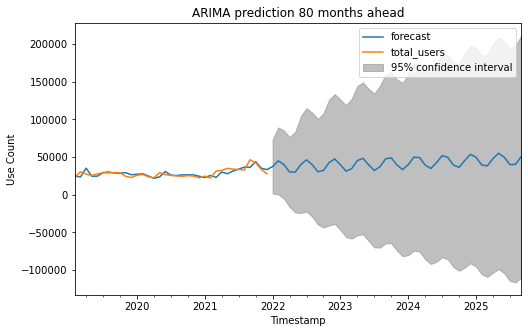 ARIMA prediction 80 months ahead
forecast
total_users
95% confidence interval
200000
150000
100000
50000
0
−50000
−100000
Use Count
2020
2021
2022
2023
2024
2025
Timestamp